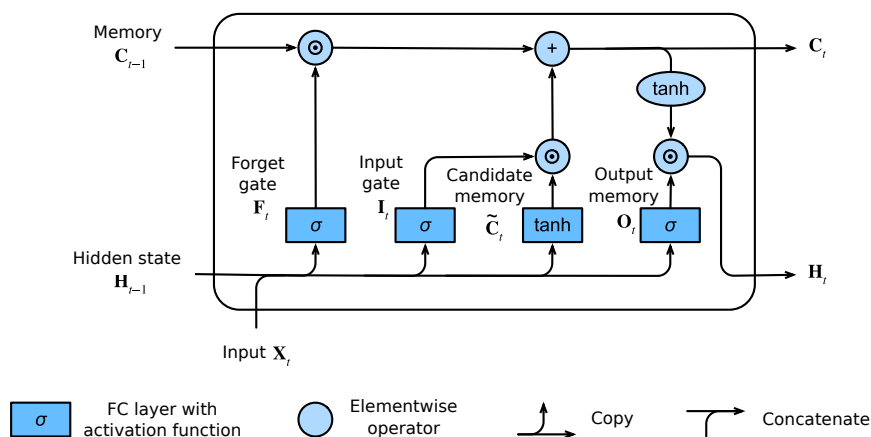 Memory
C_{t−1}
+
C_t
tanh
Forget
gate
F_t
Input
gate
I_t
Candidate
memory
C̃_t
Output
memory
O_t
σ
σ
tanh
σ
Hidden state
H_{t−1}
H_t
Input X_t
σ
FC layer with
activation function
Elementwise
operator
Copy
Concatenate